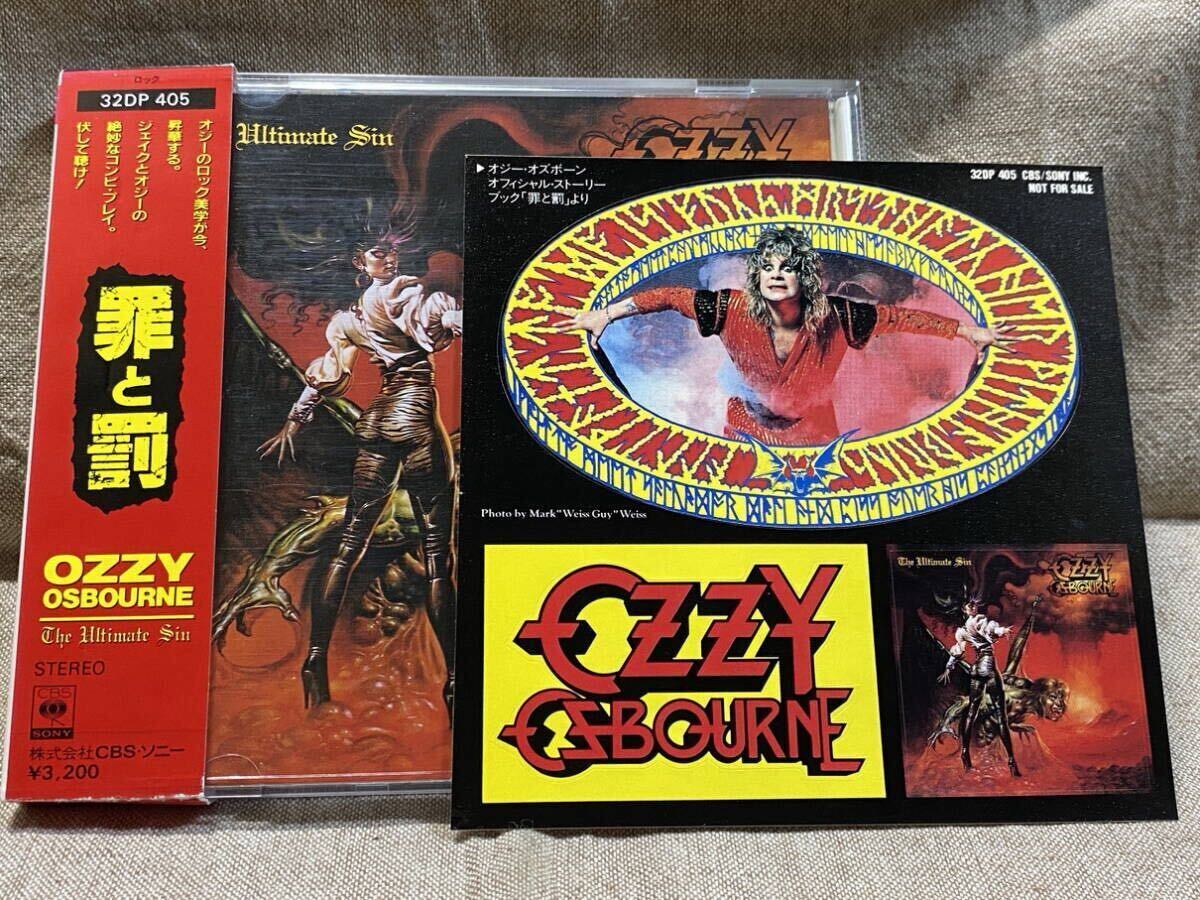 ロック
32DP 405
オジーのロック美学が今、
昇華する。
ジェイクとオジーの
絶妙なコンビ・プレイ。
伏して聴け!
罪と罰
OZZY
OSBOURNE
The Ultimate Sin
STEREO
CBS
SONY
株式会社CBS・ソニー
¥3,200
Ultimate Sin
OZZY
▶オジー・オズボーン
オフィシャル・ストーリー
ブック「罪と罰」より
32DP 405 CBS/SONY INC.
NOT FOR SALE
Photo by Mark"Weiss Guy"Weiss
OZZY
OSBOURNE
The Ultimate Sin
OZZY
OSBOURNE